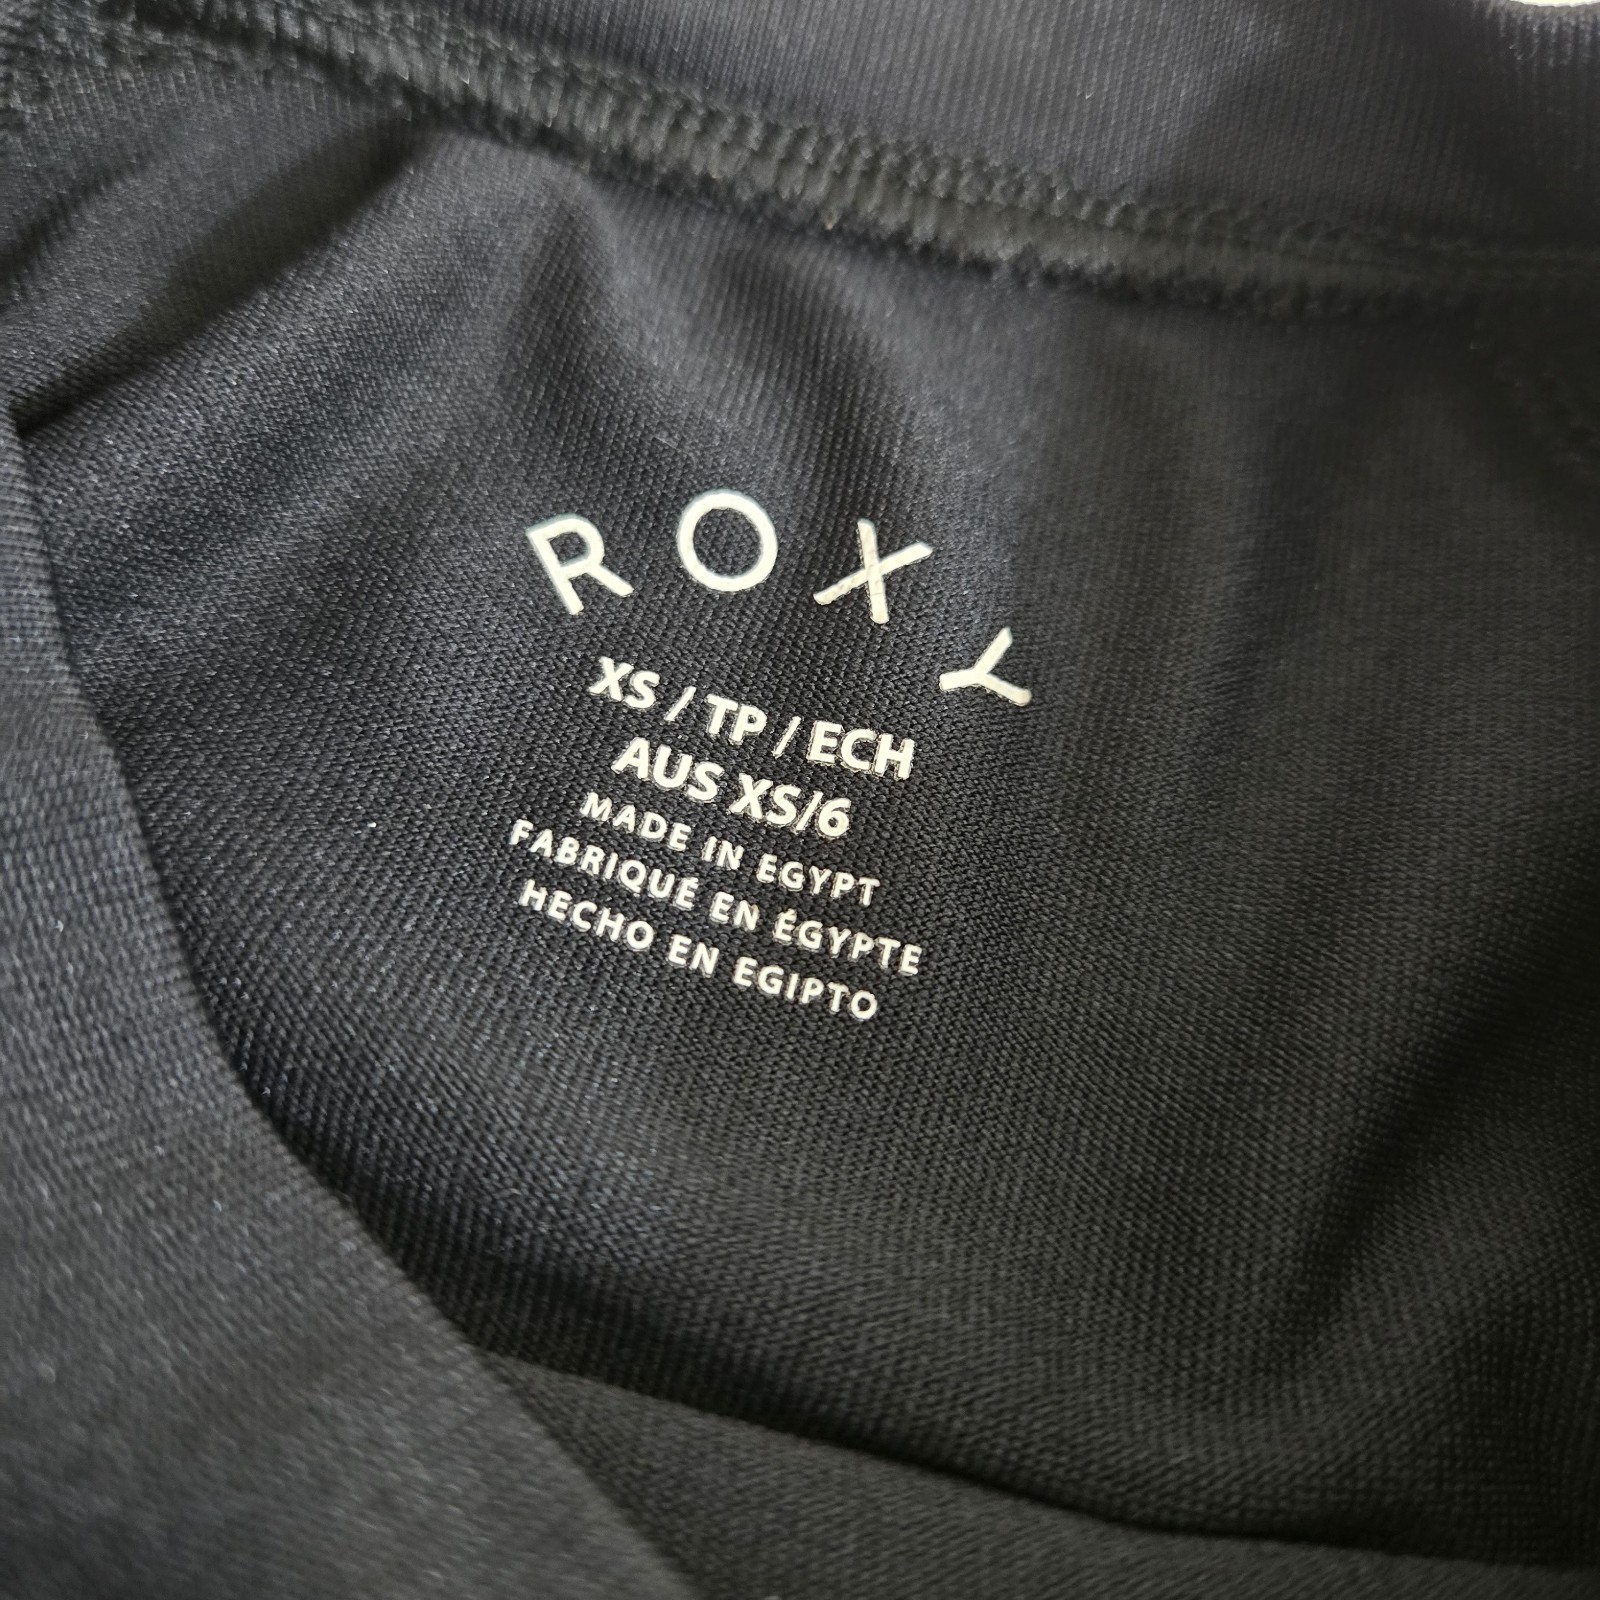 ROXY
XS / TP / ECH
AUS XS/6
MADE IN EGYPT
FABRIQUÉ EN ÉGYPTE
HECHO EN EGIPTO